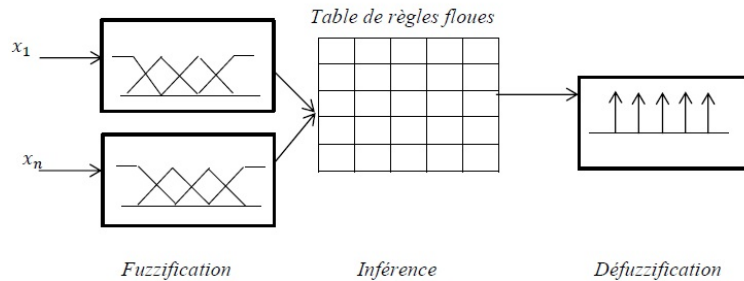 Table de règles floues
x1
xn
Fuzzification
Inférence
Défuzzification